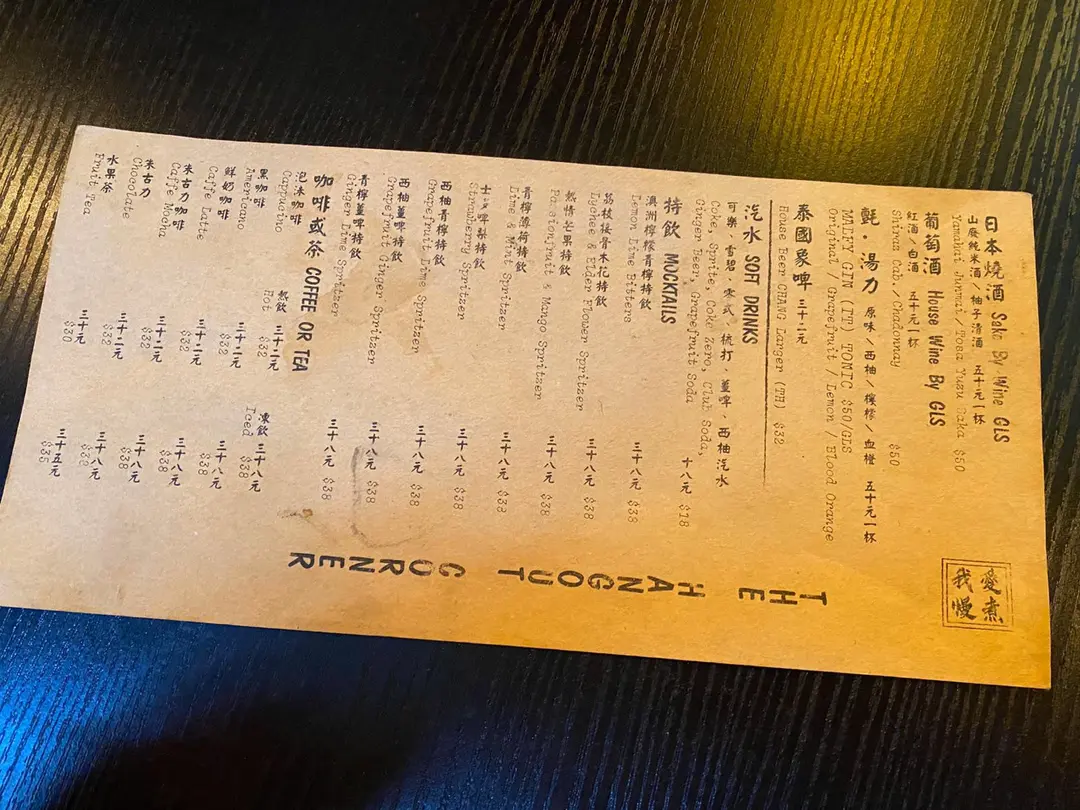 日本燒酒 Sake By Wine GLS
山廢純米酒／柚子清酒 五十元一杯
Yamahai Junmai/Tosa Yuzu Saka $50
葡萄酒 House Wine By GLS
紅酒／白酒 五十元一杯
Shiras Cab./Chadonnay $50
氈·湯力 原味／西柚／檸檬／血橙 五十元一杯
MALFY GIN (IT) TONIC $50/GLS
Original / Grapefruit / Lemon / Blood Orange
泰國象啤 三十二元
House Beer CHANG Larger (TH) $32
汽水 SOFT DRINKS
可樂、雪碧、零式、梳打、薑啤、西柚汽水
Coke, Sprite, Coke Zero, Club Soda,
Ginger Beer, Grapefruit Soda 十八元 $18
特飲 MOCKTAILS
澳洲檸檬青檸特飲
Lemon Lime Bitters 三十八元 $38
荔枝接骨木花特飲
Lychee & Elder Flower Spritzer 三十八元 $38
熱情芒果特飲
Passionfruit & Mango Spritzer 三十八元 $38
青檸薄荷特飲
Lime & Mint Spritzer 三十八元 $38
士多啤梨特飲
Strawberry Spritzer 三十八元 $38
西柚青檸特飲
Grapefruit Lime Spritzer 三十八元 $38
西柚薑啤特飲
Grapefruit Ginger Spritzer 三十八元 $38
青檸薑啤特飲
Ginger Lime Spritzer 三十八元 $38
咖啡或茶 COFFEE OR TEA
熱飲 凍飲
Hot Iced
泡沫咖啡 三十二元 三十八元
Cappucino $32 $38
黑咖啡 三十二元 三十八元
Americano $32 $38
鮮奶咖啡 三十二元 三十八元
Caffe Latte $32 $38
朱古力咖啡 三十二元 三十八元
Caffe Mocha $32 $38
朱古力 三十二元 三十八元
Chocolate $32 $38
水果茶 三十元 三十五元
Fruit Tea $30 $35
THE HANGOUT CORNER
愛煮
我慢